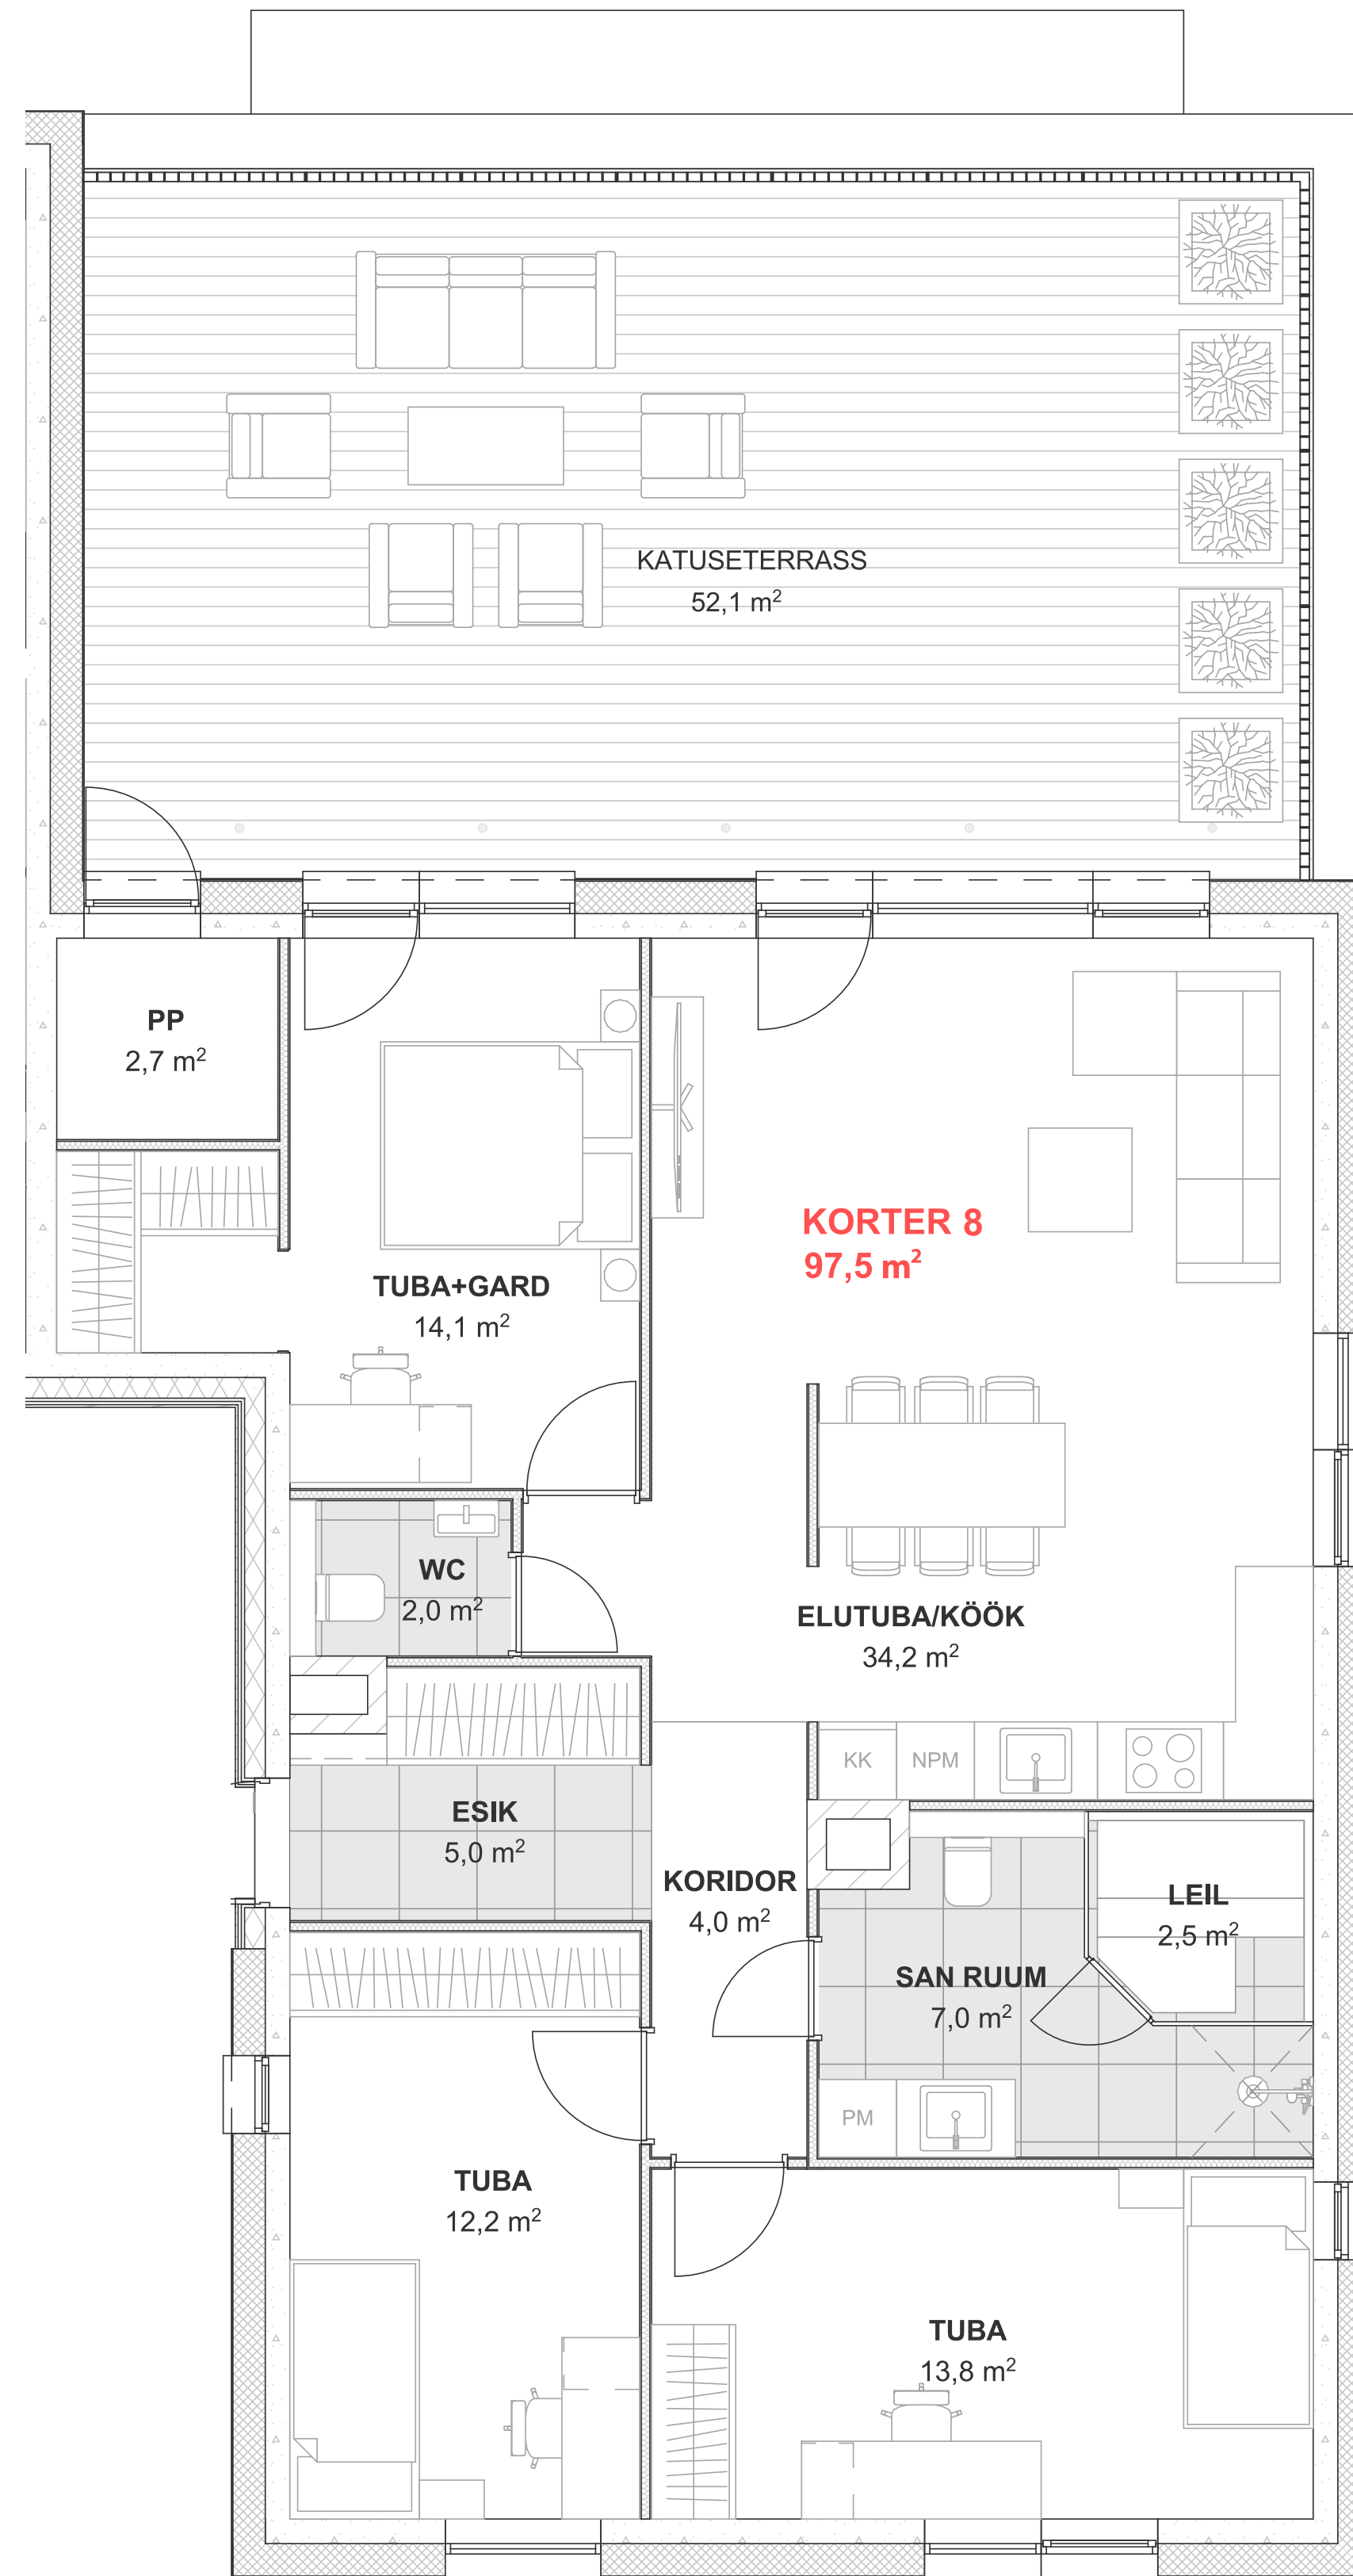 KATUSETERRASS
52,1 m²
PP
2,7 m²
KORTER 8
97,5 m²
TUBA+GARD
14,1 m²
WC
2,0 m²
ELUTUBA/KÖÖK
34,2 m²
KK
NPM
ESIK
5,0 m²
KORIDOR
4,0 m²
LEIL
2,5 m²
SAN RUUM
7,0 m²
PM
TUBA
12,2 m²
TUBA
13,8 m²